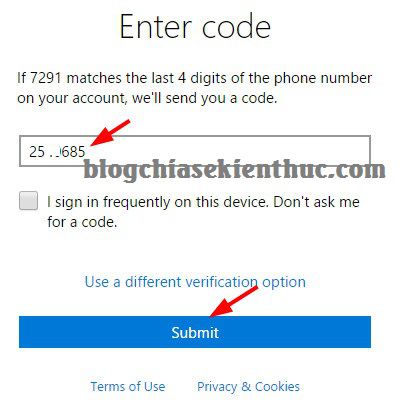 Enter code
If 7291 matches the last 4 digits of the phone number
on your account, we'll send you a code.
25
blogchiasekienthuc.com
I sign in frequently on this device. Don't ask me
for a code.
Use a different verification option
Submit
Terms of Use Privacy & Cookies